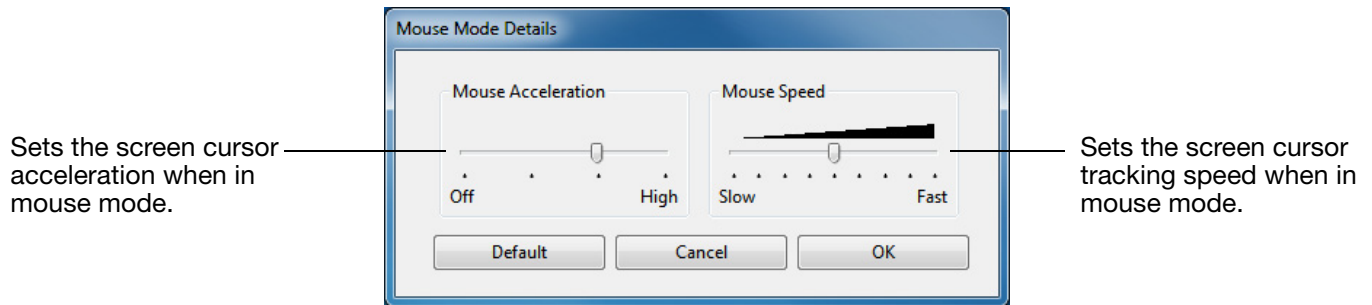 Mouse Mode Details
Mouse Acceleration
Mouse Speed
Sets the screen cursor
acceleration when in
mouse mode.
Off High
Slow Fast
Sets the screen cursor
tracking speed when in
mouse mode.
Default Cancel OK